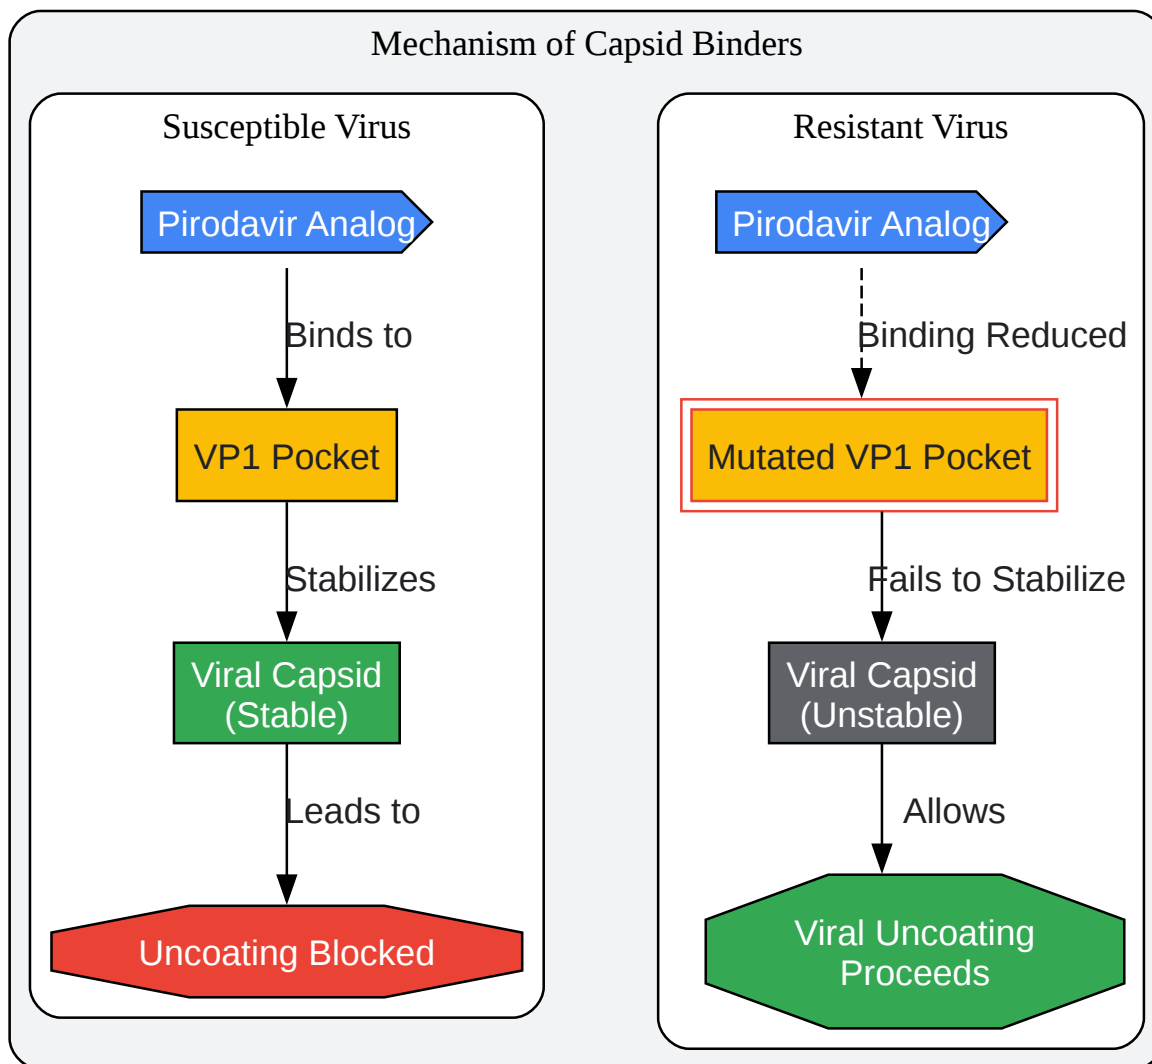 Mechanism of Capsid Binders
Susceptible Virus
Pirodavir Analog
Binds to
VP1 Pocket
Stabilizes
Viral Capsid
(Stable)
Leads to
Uncoating Blocked
Resistant Virus
Pirodavir Analog
Binding Reduced
Mutated VP1 Pocket
Fails to Stabilize
Viral Capsid
(Unstable)
Allows
Viral Uncoating
Proceeds